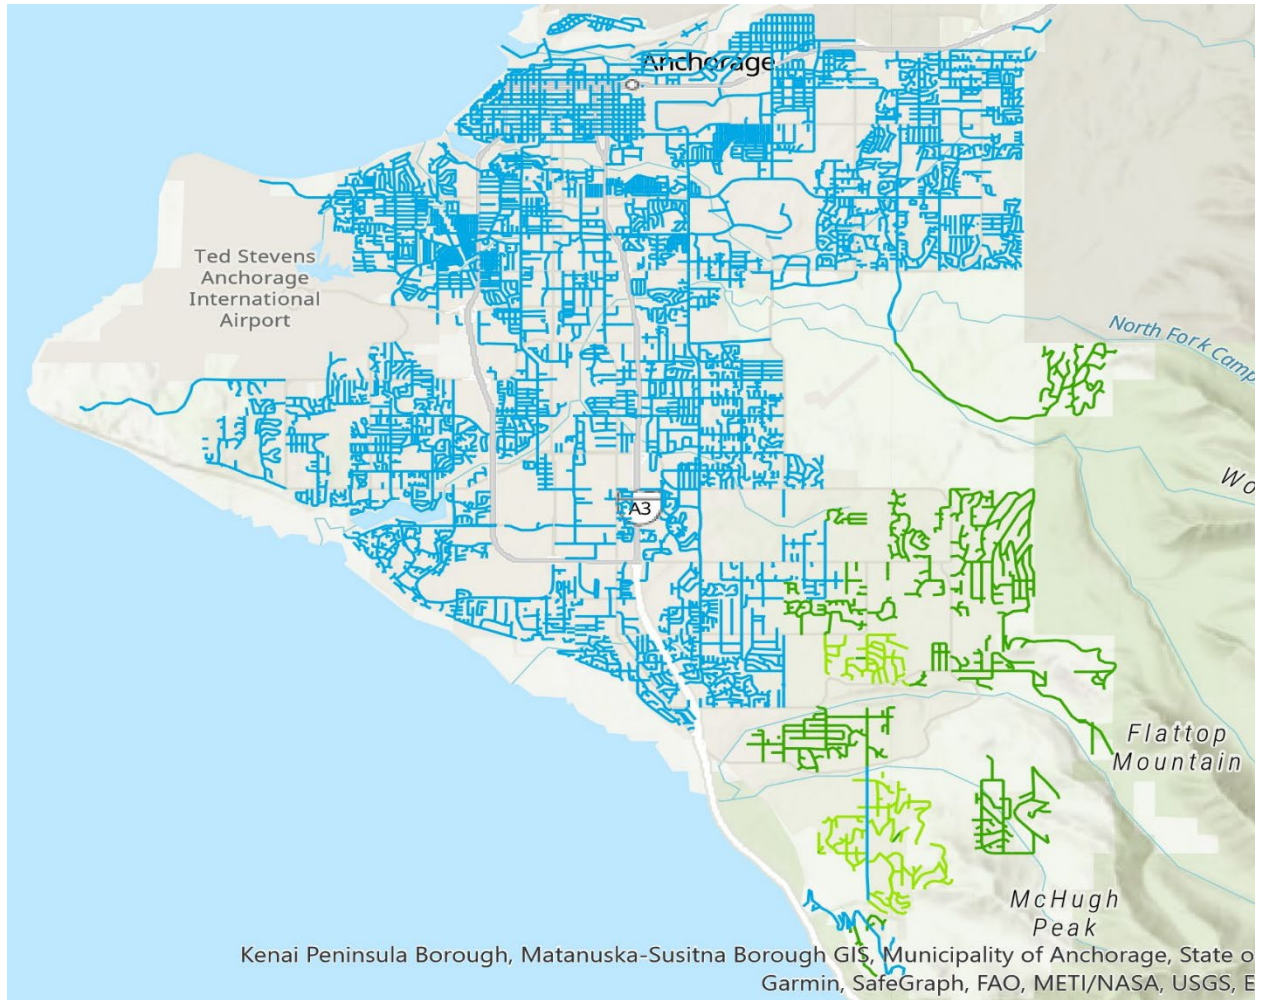 Anchorage
Ted Stevens
Anchorage
International
Airport
North Fork Camp
Wo
A3
Flattop
Mountain
McHugh
Peak
Kenai Peninsula Borough, Matanuska-Susitna Borough GIS, Municipality of Anchorage, State o
Garmin, SafeGraph, FAO, METI/NASA, USGS, E